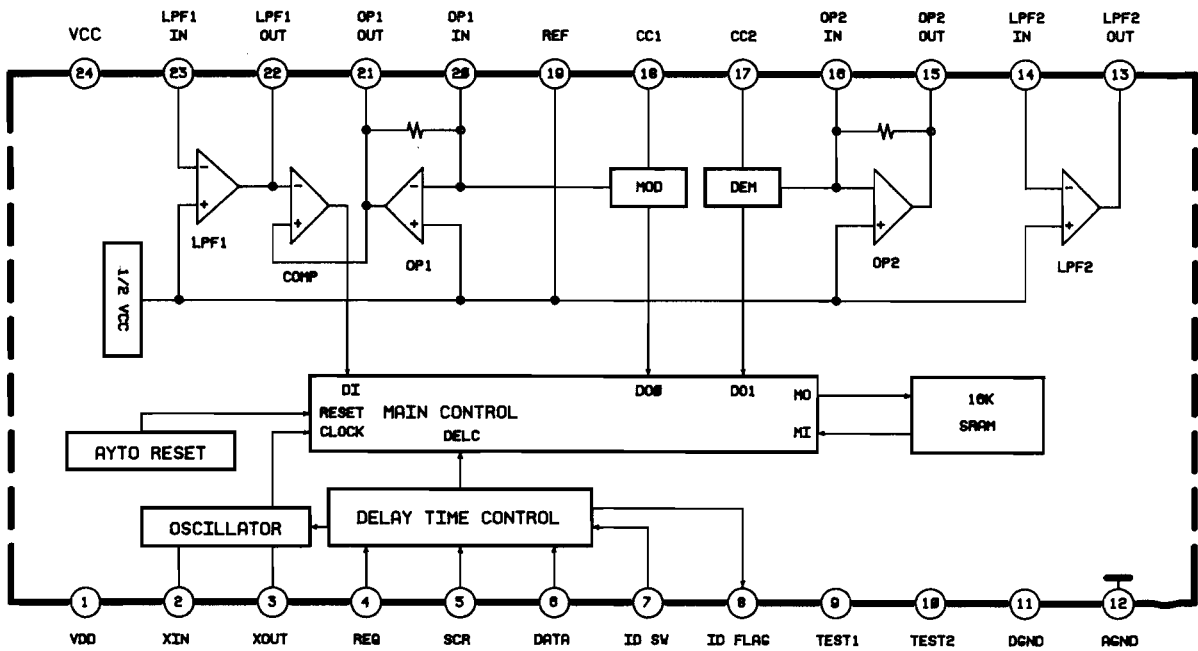 VCC
LPF1 IN
LPF1 OUT
OP1 OUT
OP1 IN
REF
CC1
CC2
OP2 IN
OP2 OUT
LPF2 IN
LPF2 OUT
24 23 22 21 20 19 18 17 16 15 14 13
MOD
DEM
-
+
LPF1
-
+
COMP
-
+
OP1
+
OP2
-
+
LPF2
1/2 VCC
DI
DO0
DO1
MO
RESET
MAIN CONTROL
CLOCK
DELC
MI
16K
SRAM
AYTO RESET
OSCILLATOR
DELAY TIME CONTROL
1 2 3 4 5 6 7 8 9 10 11 12
VDD
XIN
XOUT
REQ
SCR
DATA
ID SW
ID FLAG
TEST1
TEST2
DGND
AGND